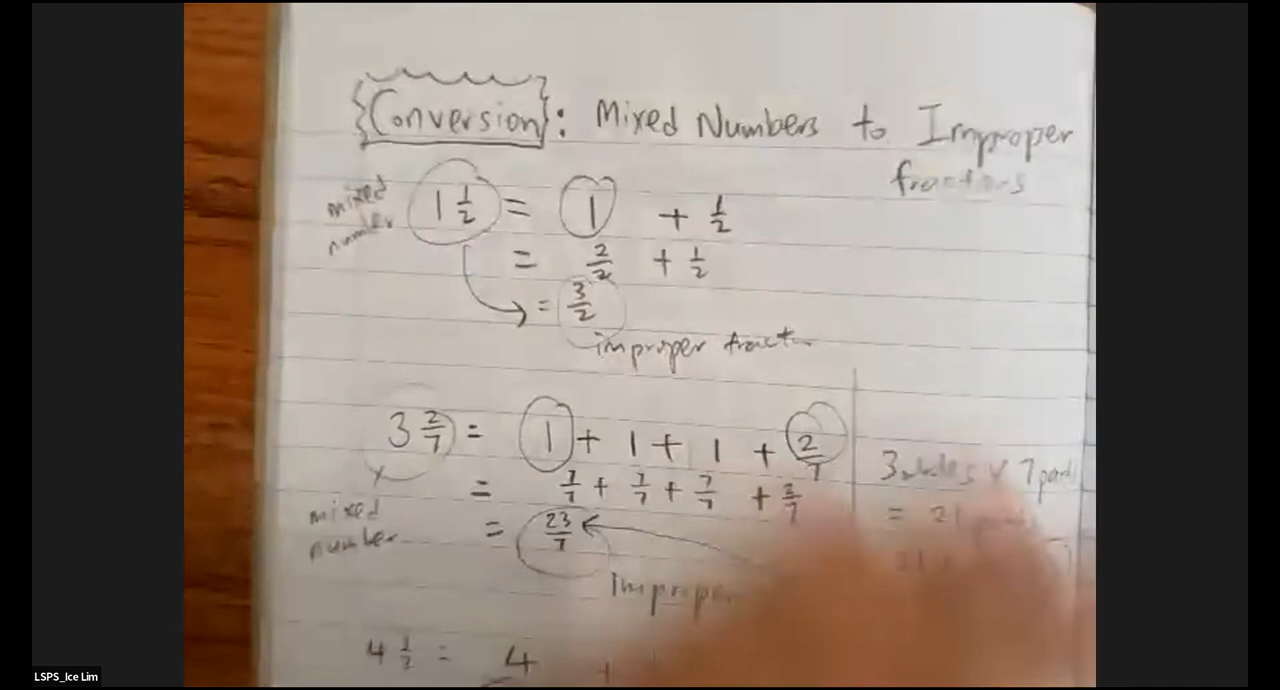 Conversion: Mixed Numbers to Improper
fractions
mixed number 1 1/2 = 1 + 1/2
= 2/2 + 1/2
= 3/2
improper
3 2/7 = 1 + 1 + 1 + 2/7
= 7/7 + 7/7 + 7/7 + 2/7
= 23/7
mixed
number
Improper
3 wholes x 7
= 21
4 1/2 = 4 +
LSPS_Ice Lim